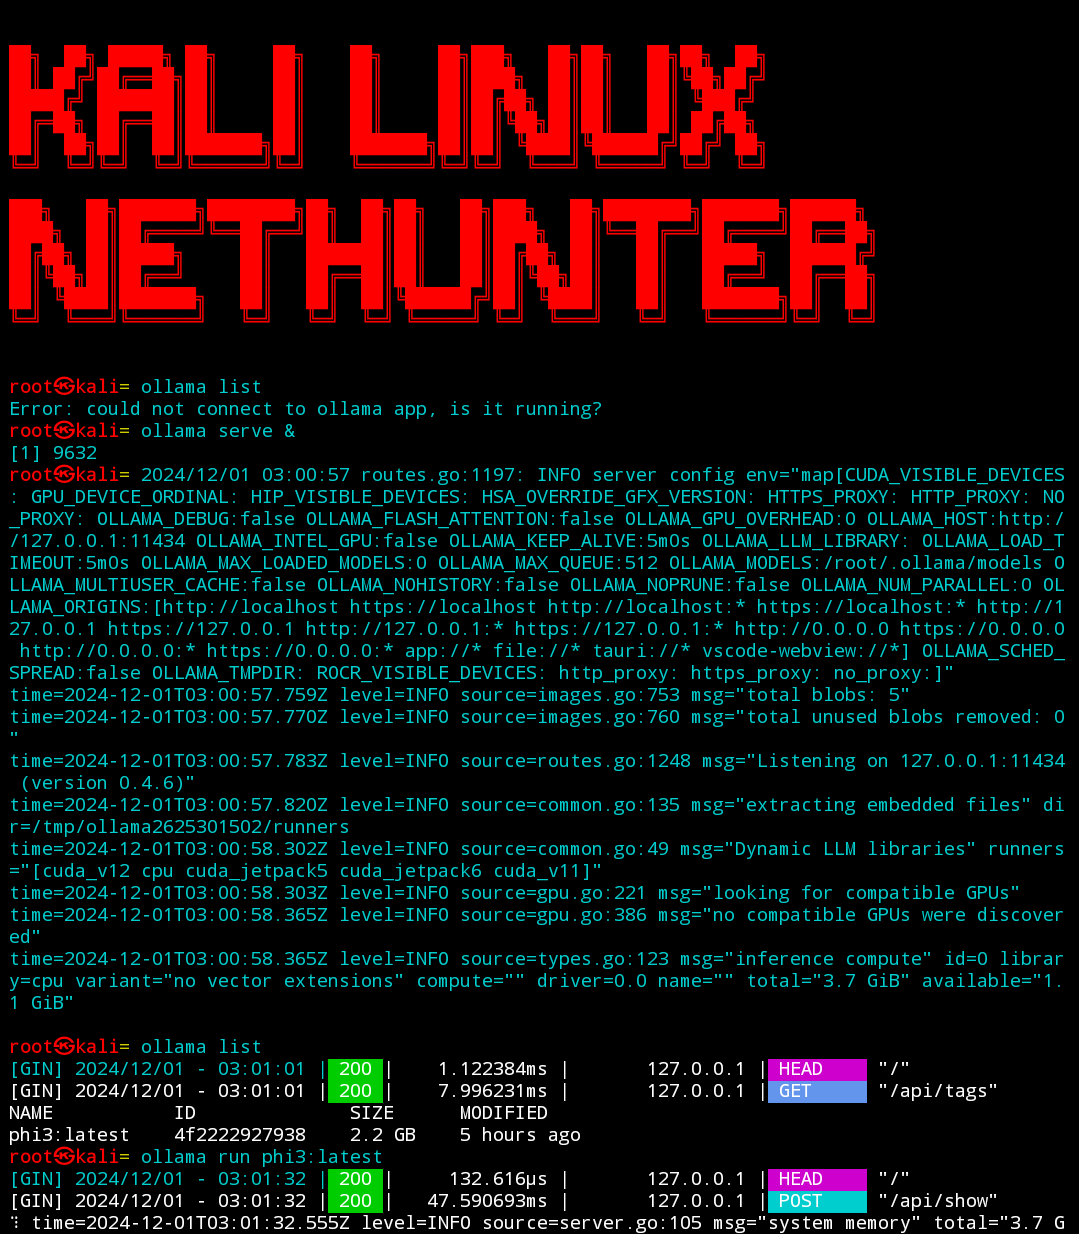 KALI LINUX
NETHUNTER
root㉿kali= ollama list
Error: could not connect to ollama app, is it running?
root㉿kali= ollama serve &
[1] 9632
root㉿kali= 2024/12/01 03:00:57 routes.go:1197: INFO server config env="map[CUDA_VISIBLE_DEVICES
: GPU_DEVICE_ORDINAL: HIP_VISIBLE_DEVICES: HSA_OVERRIDE_GFX_VERSION: HTTPS_PROXY: HTTP_PROXY: NO
_PROXY: OLLAMA_DEBUG:false OLLAMA_FLASH_ATTENTION:false OLLAMA_GPU_OVERHEAD:0 OLLAMA_HOST:http:/
/127.0.0.1:11434 OLLAMA_INTEL_GPU:false OLLAMA_KEEP_ALIVE:5m0s OLLAMA_LLM_LIBRARY: OLLAMA_LOAD_T
IMEOUT:5m0s OLLAMA_MAX_LOADED_MODELS:0 OLLAMA_MAX_QUEUE:512 OLLAMA_MODELS:/root/.ollama/models O
LLAMA_MULTIUSER_CACHE:false OLLAMA_NOHISTORY:false OLLAMA_NOPRUNE:false OLLAMA_NUM_PARALLEL:0 OL
LAMA_ORIGINS:[http://localhost https://localhost http://localhost:* https://localhost:* http://1
27.0.0.1 https://127.0.0.1 http://127.0.0.1:* https://127.0.0.1:* http://0.0.0.0 https://0.0.0.0
 http://0.0.0.0:* https://0.0.0.0:* app://* file://* tauri://* vscode-webview://*] OLLAMA_SCHED_
SPREAD:false OLLAMA_TMPDIR: ROCR_VISIBLE_DEVICES: http_proxy: https_proxy: no_proxy:]"
time=2024-12-01T03:00:57.759Z level=INFO source=images.go:753 msg="total blobs: 5"
time=2024-12-01T03:00:57.770Z level=INFO source=images.go:760 msg="total unused blobs removed: 0
"
time=2024-12-01T03:00:57.783Z level=INFO source=routes.go:1248 msg="Listening on 127.0.0.1:11434
 (version 0.4.6)"
time=2024-12-01T03:00:57.820Z level=INFO source=common.go:135 msg="extracting embedded files" di
r=/tmp/ollama2625301502/runners
time=2024-12-01T03:00:58.302Z level=INFO source=common.go:49 msg="Dynamic LLM libraries" runners
="[cuda_v12 cpu cuda_jetpack5 cuda_jetpack6 cuda_v11]"
time=2024-12-01T03:00:58.303Z level=INFO source=gpu.go:221 msg="looking for compatible GPUs"
time=2024-12-01T03:00:58.365Z level=INFO source=gpu.go:386 msg="no compatible GPUs were discover
ed"
time=2024-12-01T03:00:58.365Z level=INFO source=types.go:123 msg="inference compute" id=0 librar
y=cpu variant="no vector extensions" compute="" driver=0.0 name="" total="3.7 GiB" available="1.
1 GiB"
root㉿kali= ollama list
[GIN] 2024/12/01 - 03:01:01 | 200 |    1.122384ms |       127.0.0.1 | HEAD     "/"
[GIN] 2024/12/01 - 03:01:01 | 200 |    7.996231ms |       127.0.0.1 | GET      "/api/tags"
NAME           ID              SIZE      MODIFIED
phi3:latest    4f2222927938    2.2 GB    5 hours ago
root㉿kali= ollama run phi3:latest
[GIN] 2024/12/01 - 03:01:32 | 200 |     132.616µs |       127.0.0.1 | HEAD     "/"
[GIN] 2024/12/01 - 03:01:32 | 200 |   47.590693ms |       127.0.0.1 | POST     "/api/show"
⠹ time=2024-12-01T03:01:32.555Z level=INFO source=server.go:105 msg="system memory" total="3.7 G